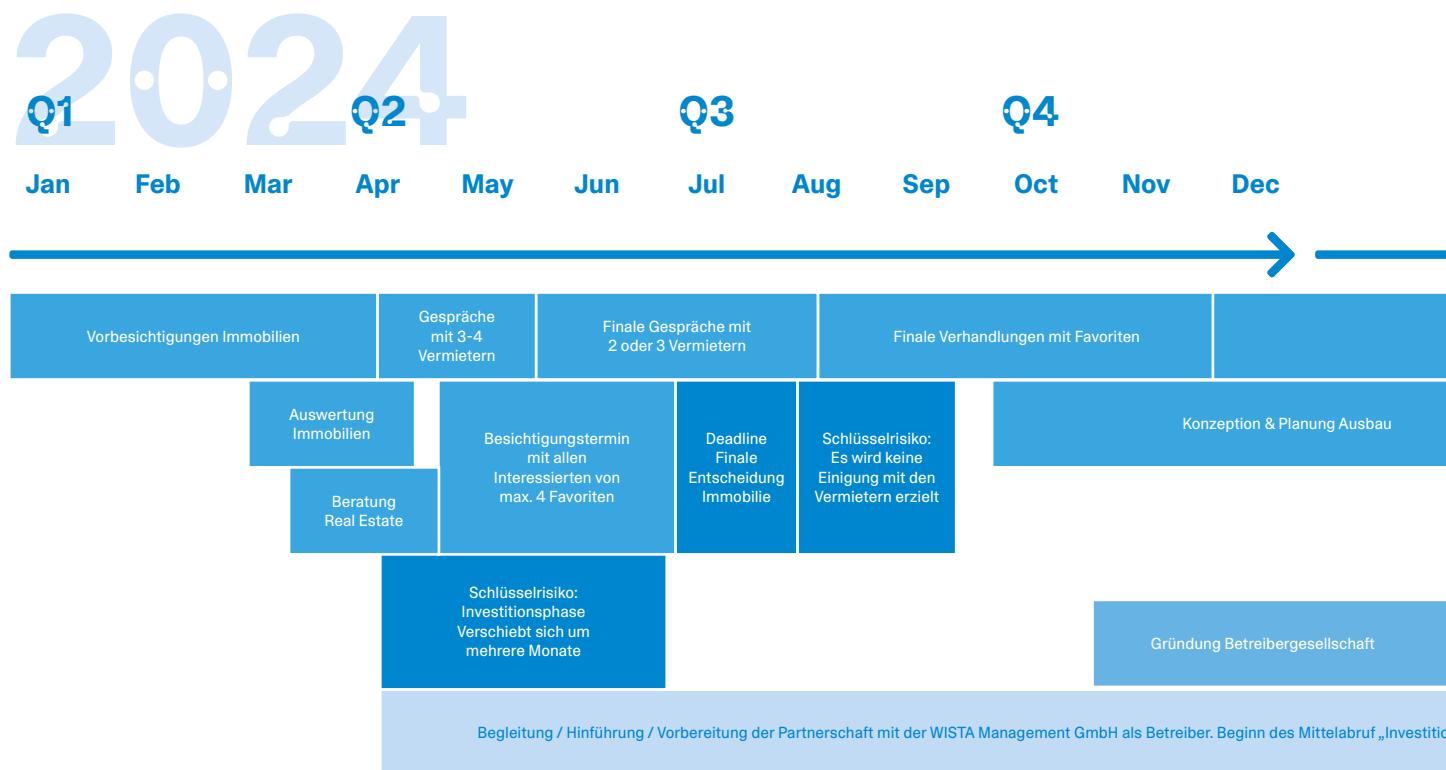 2024
Q1 Q2 Q3 Q4
Jan Feb Mar Apr May Jun Jul Aug Sep Oct Nov Dec
Vorbesichtigungen Immobilien
Gespräche
mit 3-4
Vermietern
Finale Gespräche mit
2 oder 3 Vermietern
Finale Verhandlungen mit Favoriten
Auswertung
Immobilien
Beratung
Real Estate
Besichtigungstermin
mit allen
Interessierten von
max. 4 Favoriten
Deadline
Finale
Entscheidung
Immobilie
Schlüsselrisiko:
Es wird keine
Einigung mit den
Vermietern erzielt
Konzeption & Planung Ausbau
Schlüsselrisiko:
Investitionsphase
Verschiebt sich um
mehrere Monate
Gründung Betreibergesellschaft
Begleitung / Hinführung / Vorbereitung der Partnerschaft mit der WISTA Management GmbH als Betreiber. Beginn des Mittelabruf